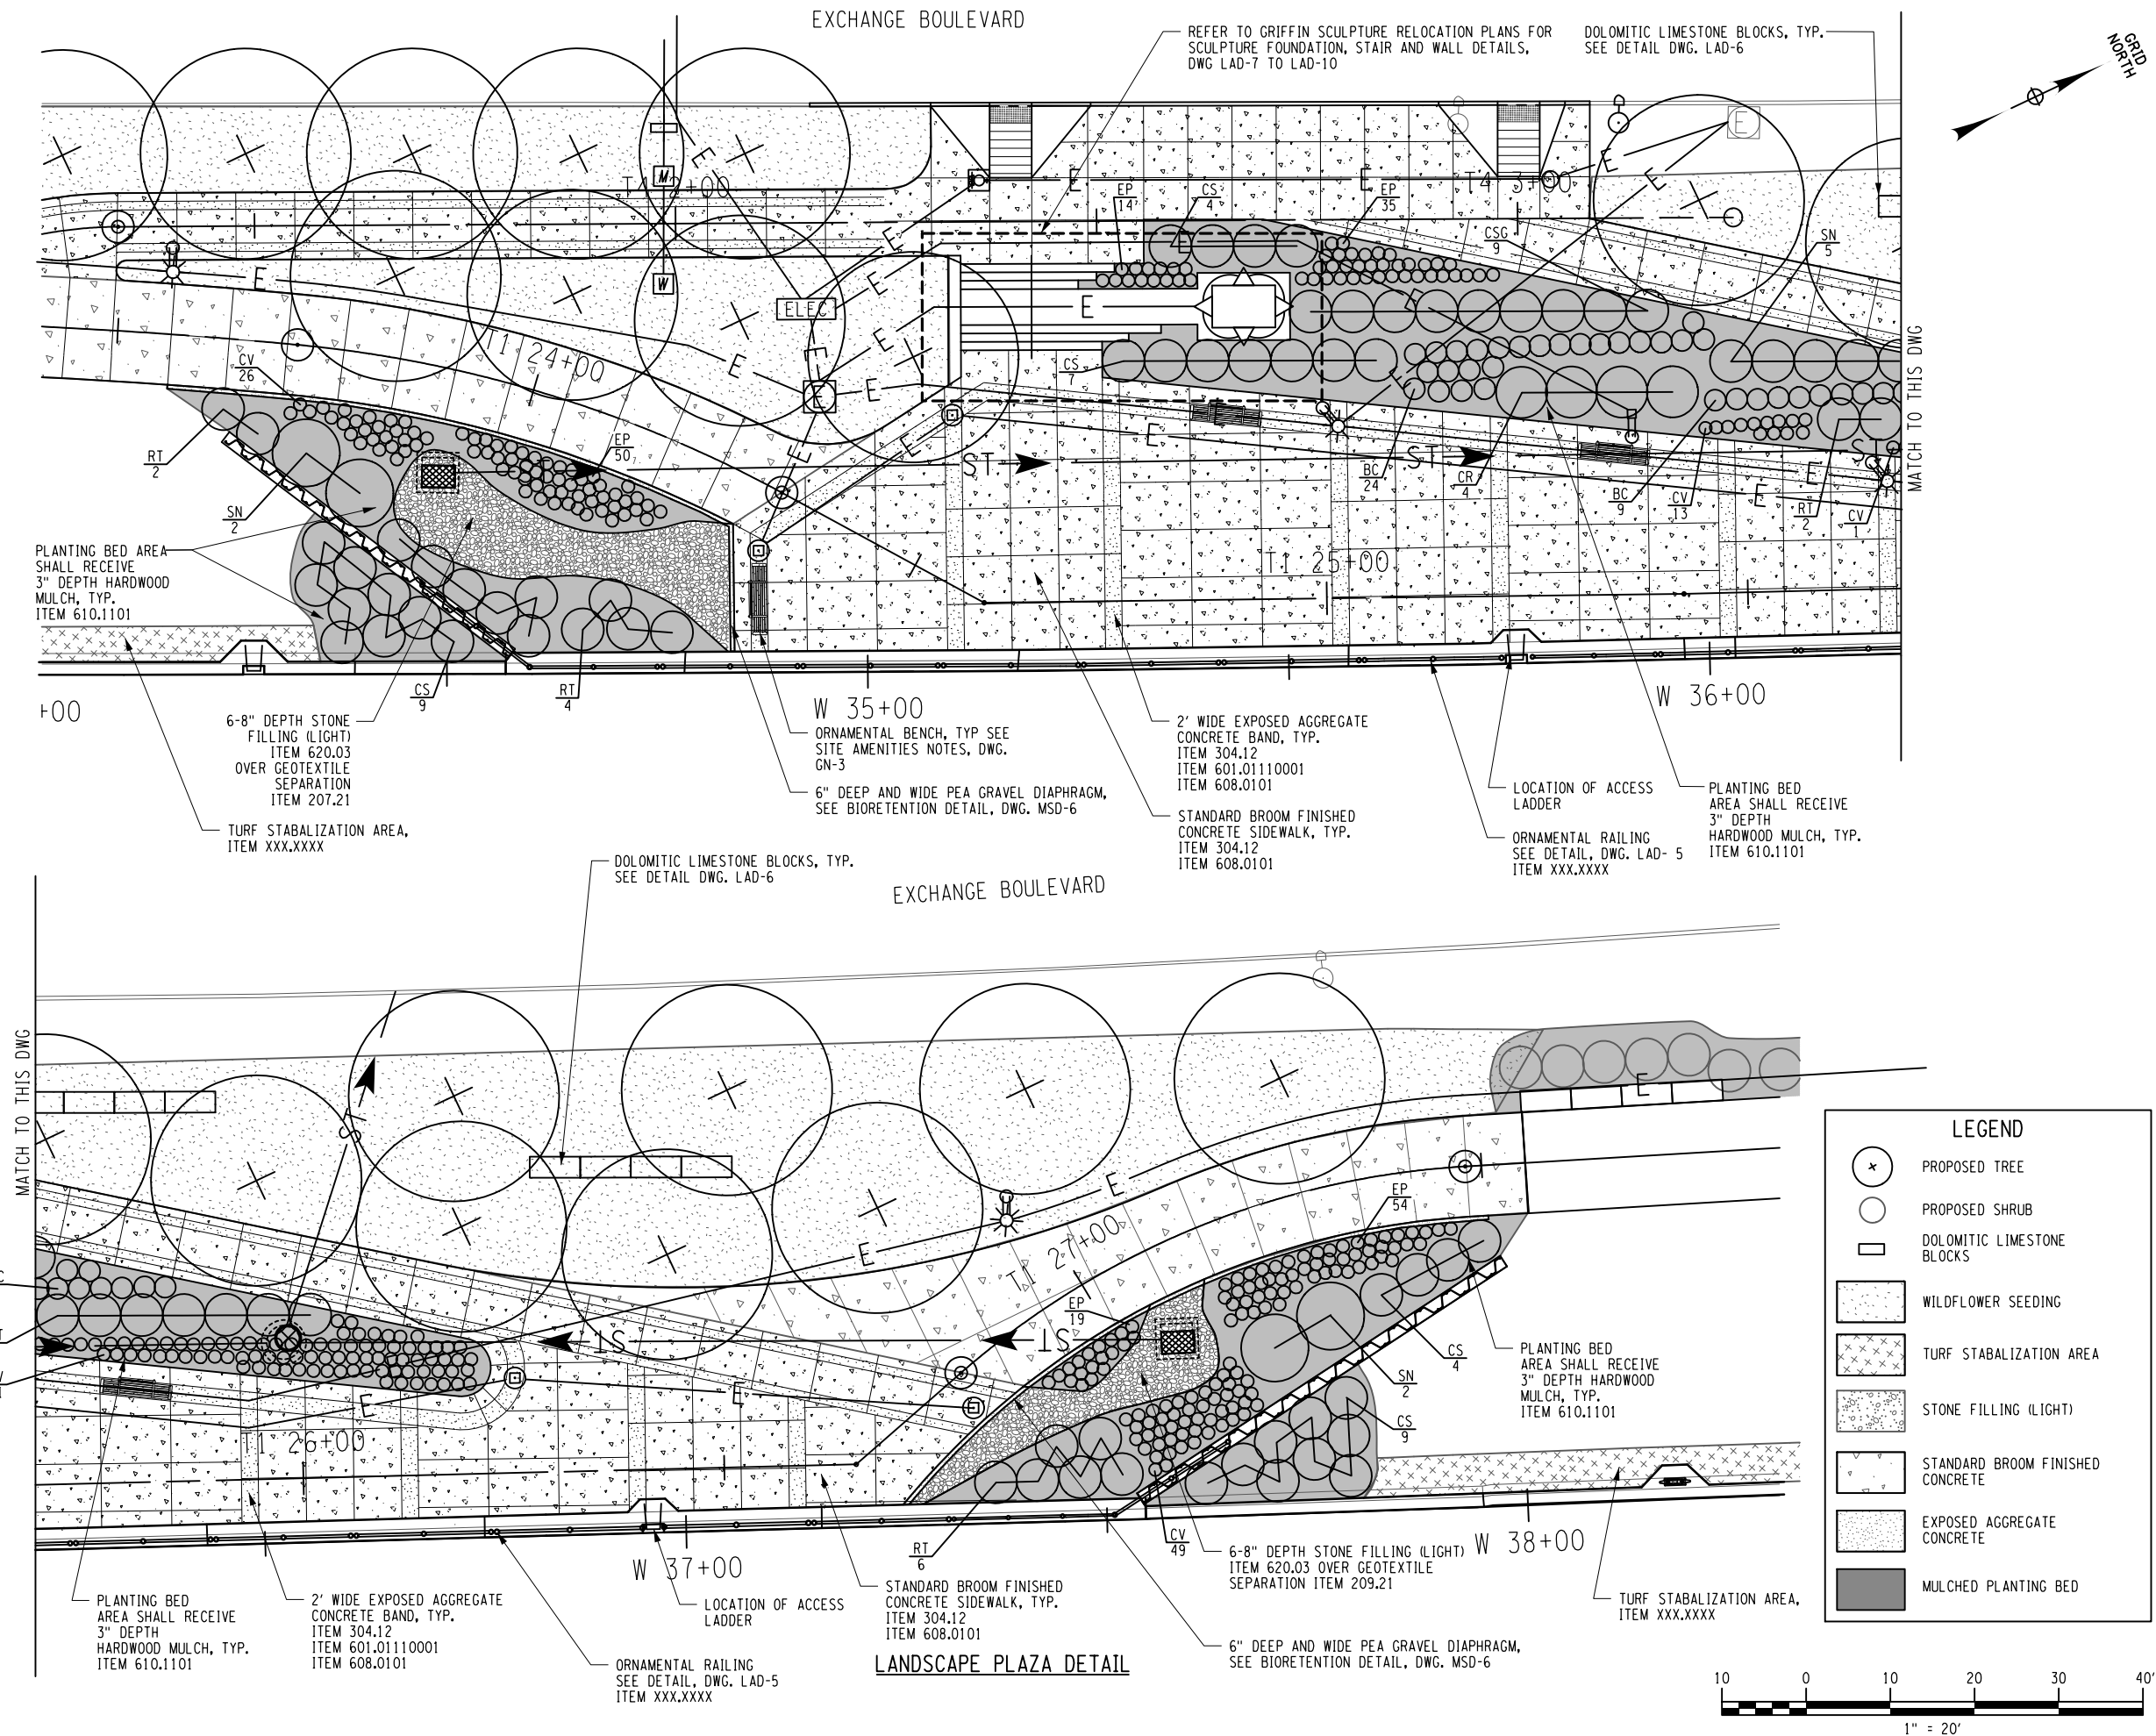 EXCHANGE BOULEVARD
REFER TO GRIFFIN SCULPTURE RELOCATION PLANS FOR
SCULPTURE FOUNDATION, STAIR AND WALL DETAILS,
DWG LAD-7 TO LAD-10
DOLOMITIC LIMESTONE BLOCKS, TYP.
SEE DETAIL DWG. LAD-6
GRID
NORTH
E
M
E
T4 2+00
W
ELEC
E
E
E
E
E
E
E
E
E
EP
14
CS
4
E
E
EP
35
T4 3+00
E
E
E
CSG
9
SN
5
E
E
E
MATCH TO THIS DWG
T1 24+00
CV
26
EP
50
RT
2
SN
2
CS
7
E
ST
BC
24
ST
CR
4
BC
9
CV
13
E
E
RT
2
CV
1
ST
T1 25+00
PLANTING BED AREA
SHALL RECEIVE
3" DEPTH HARDWOOD
MULCH, TYP.
ITEM 610.1101
CS
9
RT
4
+00
W 35+00
W 36+00
6-8" DEPTH STONE
FILLING (LIGHT)
ITEM 620.03
OVER GEOTEXTILE
SEPARATION
ITEM 207.21
TURF STABALIZATION AREA,
ITEM XXX.XXXX
ORNAMENTAL BENCH, TYP SEE
SITE AMENITIES NOTES, DWG.
GN-3
6" DEEP AND WIDE PEA GRAVEL DIAPHRAGM,
SEE BIORETENTION DETAIL, DWG. MSD-6
2' WIDE EXPOSED AGGREGATE
CONCRETE BAND, TYP.
ITEM 304.12
ITEM 601.01110001
ITEM 608.0101
STANDARD BROOM FINISHED
CONCRETE SIDEWALK, TYP.
ITEM 304.12
ITEM 608.0101
LOCATION OF ACCESS
LADDER
ORNAMENTAL RAILING
SEE DETAIL, DWG. LAD- 5
ITEM XXX.XXXX
PLANTING BED
AREA SHALL RECEIVE
3" DEPTH
HARDWOOD MULCH, TYP.
ITEM 610.1101
DOLOMITIC LIMESTONE BLOCKS, TYP.
SEE DETAIL DWG. LAD-6
EXCHANGE BOULEVARD
MATCH TO THIS DWG
ST
E
E
E
EP
54
T1 27+00
EP
19
ST
ST
E
E
T1 26+00
SN
2
CS
4
CS
9
PLANTING BED
AREA SHALL RECEIVE
3" DEPTH HARDWOOD
MULCH, TYP.
ITEM 610.1101
RT
6
CV
49
W 37+00
W 38+00
PLANTING BED
AREA SHALL RECEIVE
3" DEPTH
HARDWOOD MULCH, TYP.
ITEM 610.1101
2' WIDE EXPOSED AGGREGATE
CONCRETE BAND, TYP.
ITEM 304.12
ITEM 601.01110001
ITEM 608.0101
ORNAMENTAL RAILING
SEE DETAIL, DWG. LAD-5
ITEM XXX.XXXX
LOCATION OF ACCESS
LADDER
STANDARD BROOM FINISHED
CONCRETE SIDEWALK, TYP.
ITEM 304.12
ITEM 608.0101
6-8" DEPTH STONE FILLING (LIGHT)
ITEM 620.03 OVER GEOTEXTILE
SEPARATION ITEM 209.21
6" DEEP AND WIDE PEA GRAVEL DIAPHRAGM,
SEE BIORETENTION DETAIL, DWG. MSD-6
TURF STABALIZATION AREA,
ITEM XXX.XXXX
LANDSCAPE PLAZA DETAIL
LEGEND
PROPOSED TREE
PROPOSED SHRUB
DOLOMITIC LIMESTONE
BLOCKS
WILDFLOWER SEEDING
TURF STABALIZATION AREA
STONE FILLING (LIGHT)
STANDARD BROOM FINISHED
CONCRETE
EXPOSED AGGREGATE
CONCRETE
MULCHED PLANTING BED
10 0 10 20 30 40'
1" = 20'